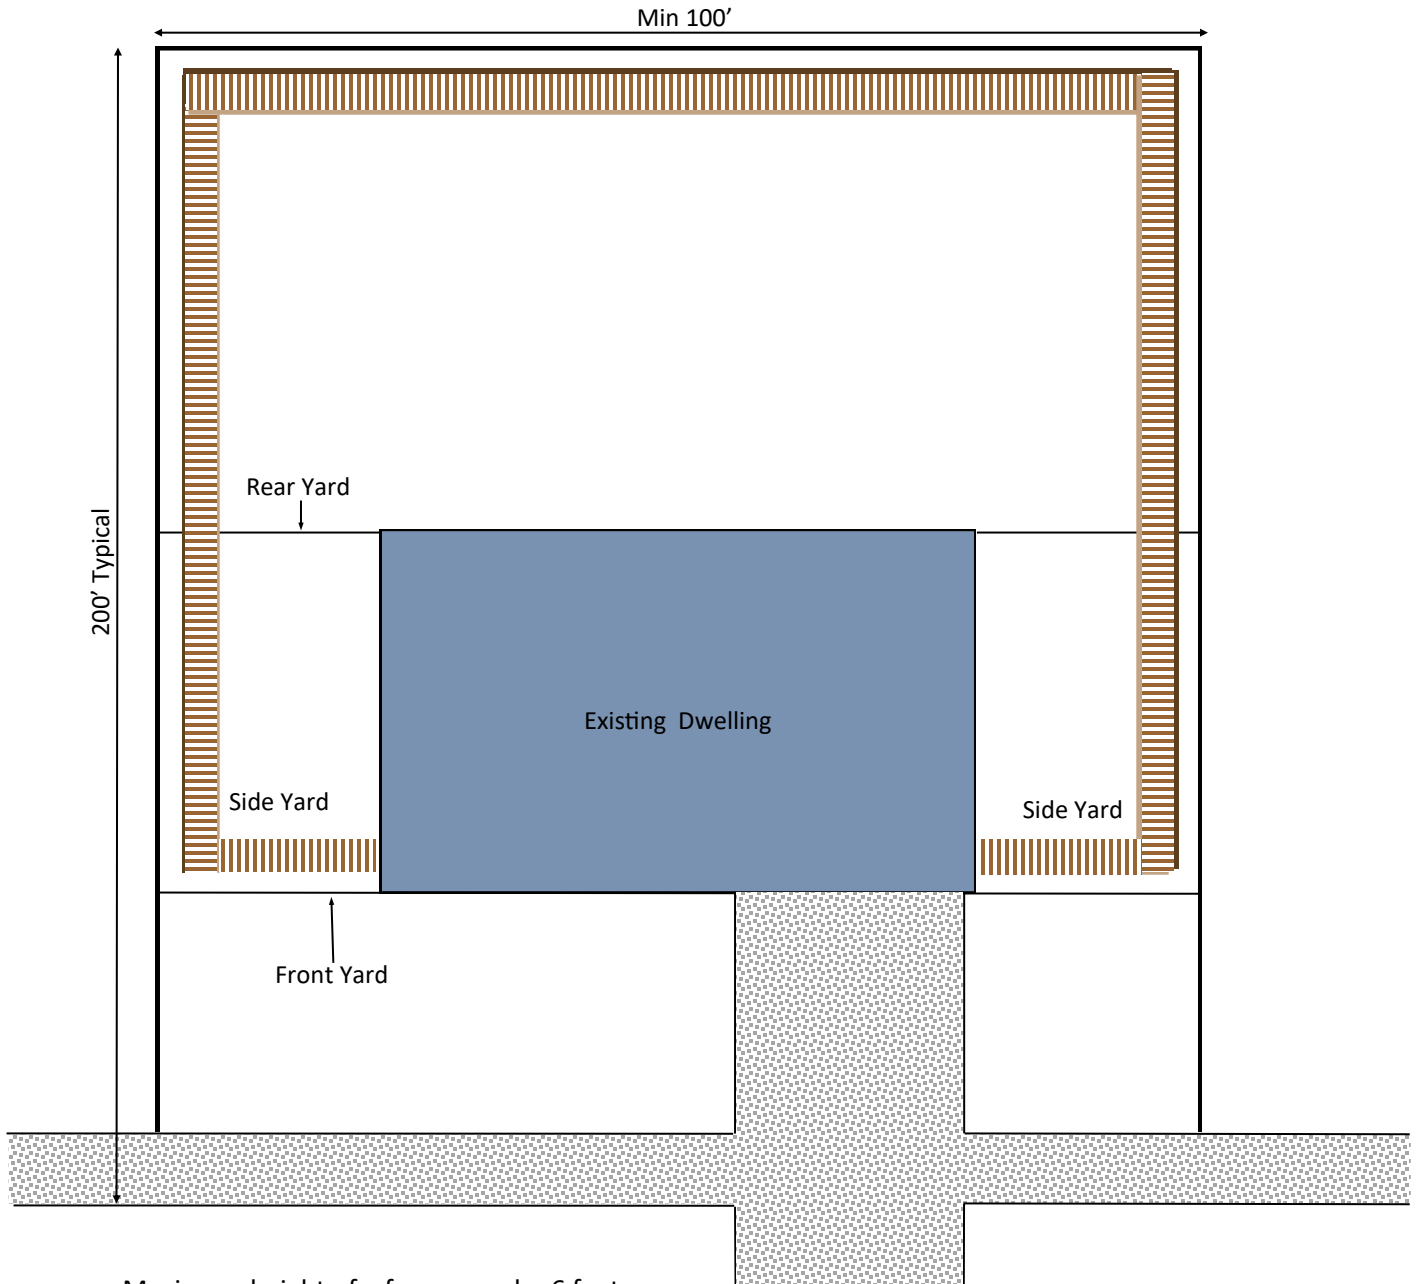 Min 100’
Rear Yard
200’ Typical
Existing Dwelling
Side Yard
Side Yard
Front Yard